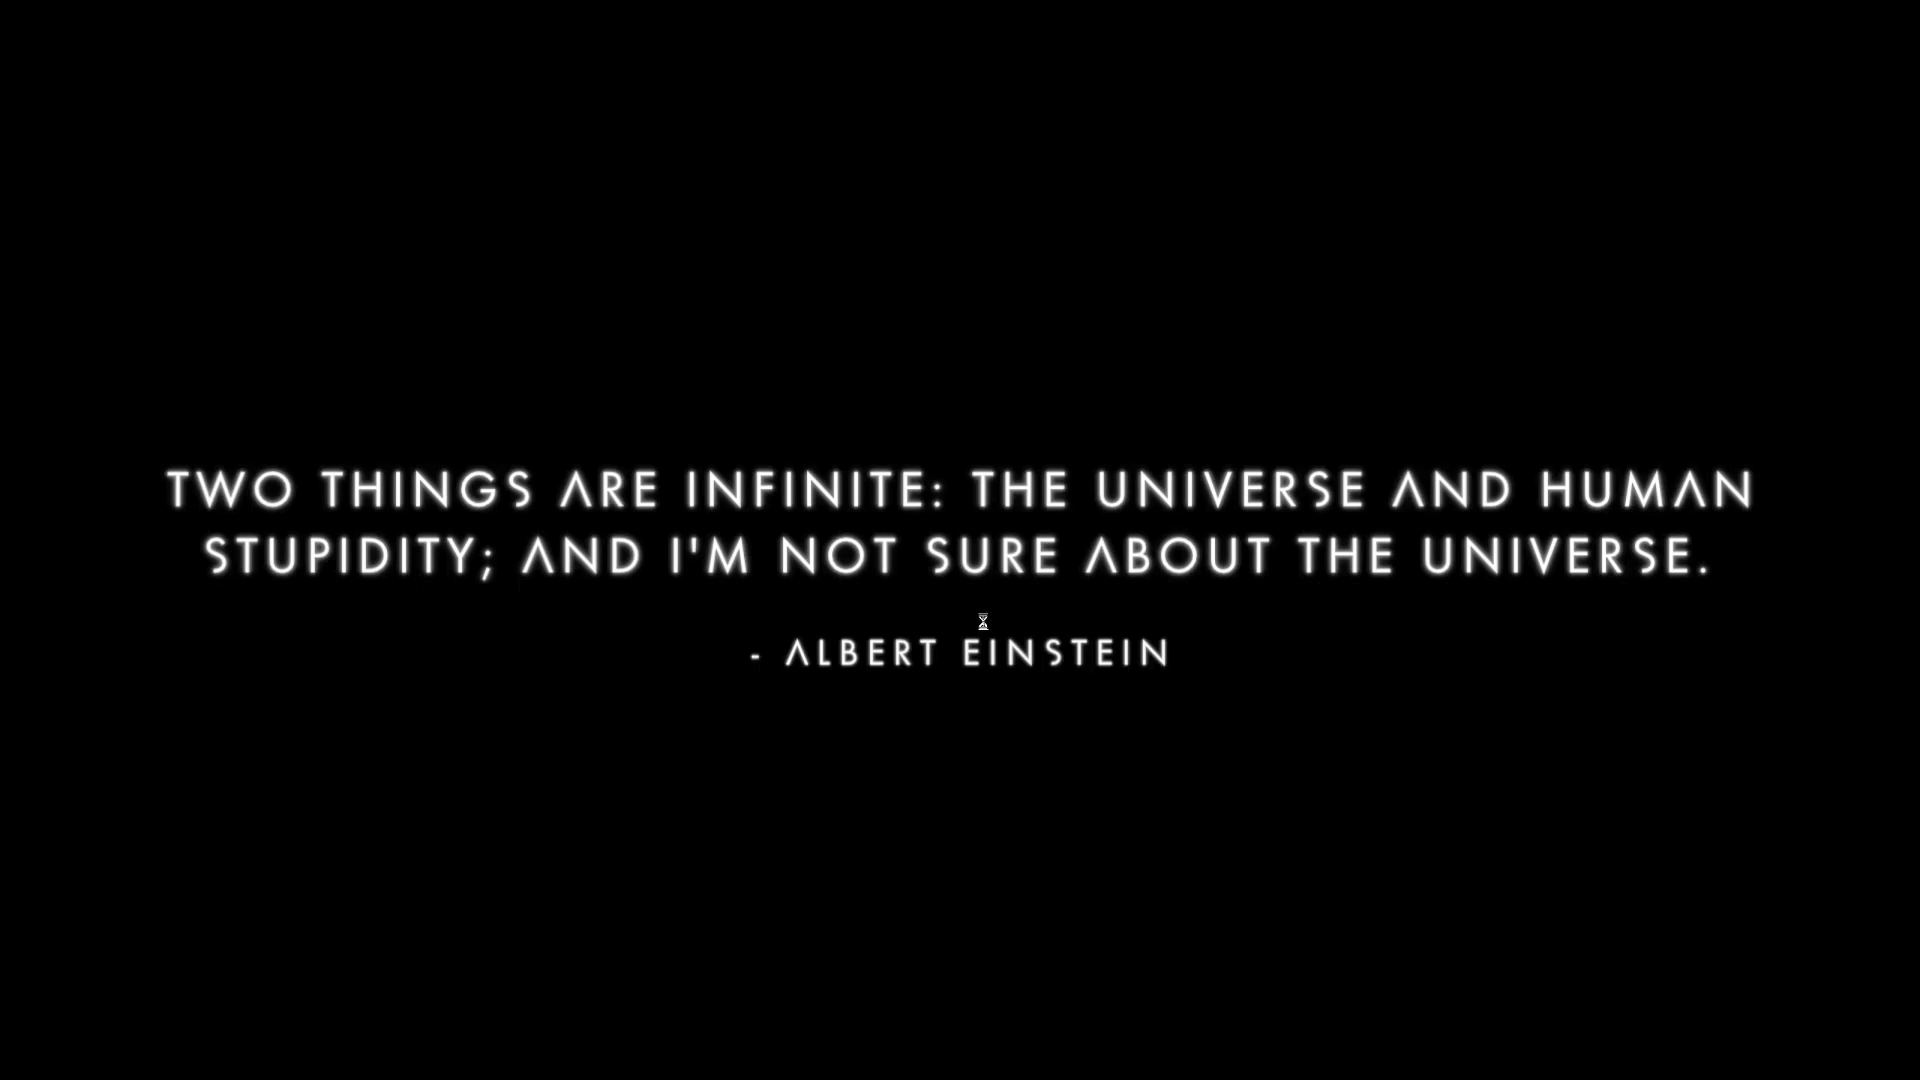 TWO THINGS ARE INFINITE: THE UNIVERSE AND HUMAN
STUPIDITY; AND I'M NOT SURE ABOUT THE UNIVERSE.
- ALBERT EINSTEIN